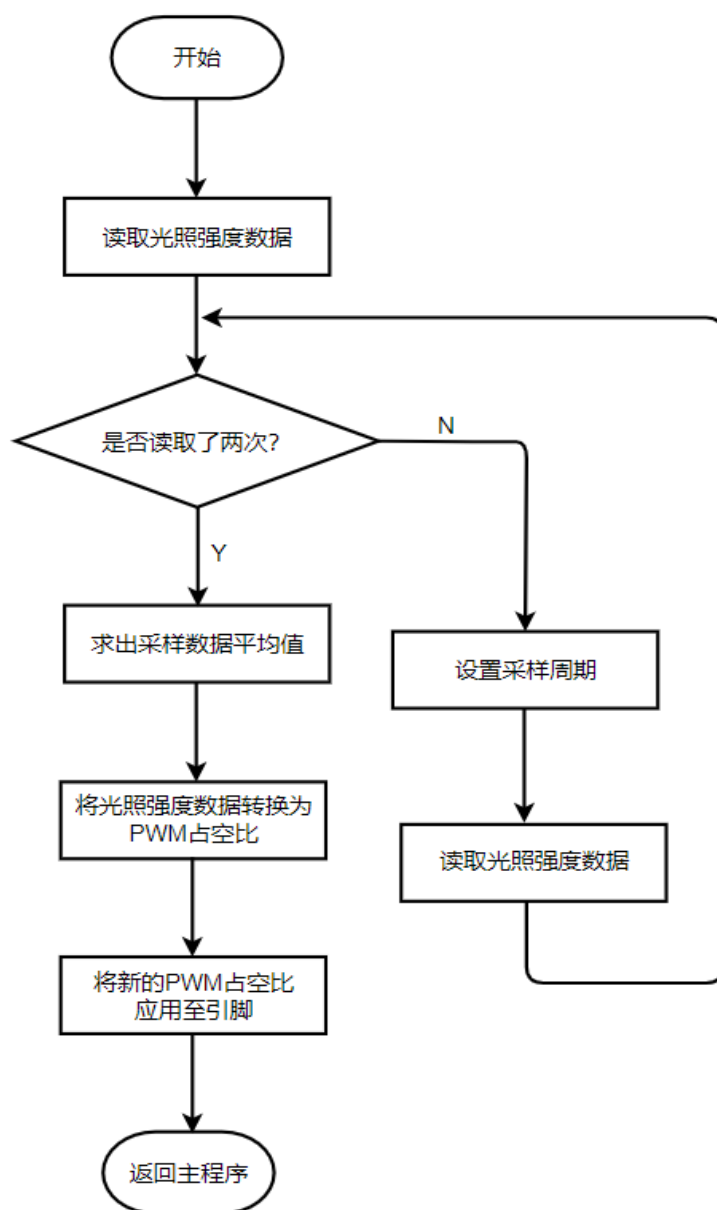 开始
读取光照强度数据
是否读取了两次?
N
Y
求出采样数据平均值
设置采样周期
将光照强度数据转换为
PWM占空比
读取光照强度数据
将新的PWM占空比
应用至引脚
返回主程序